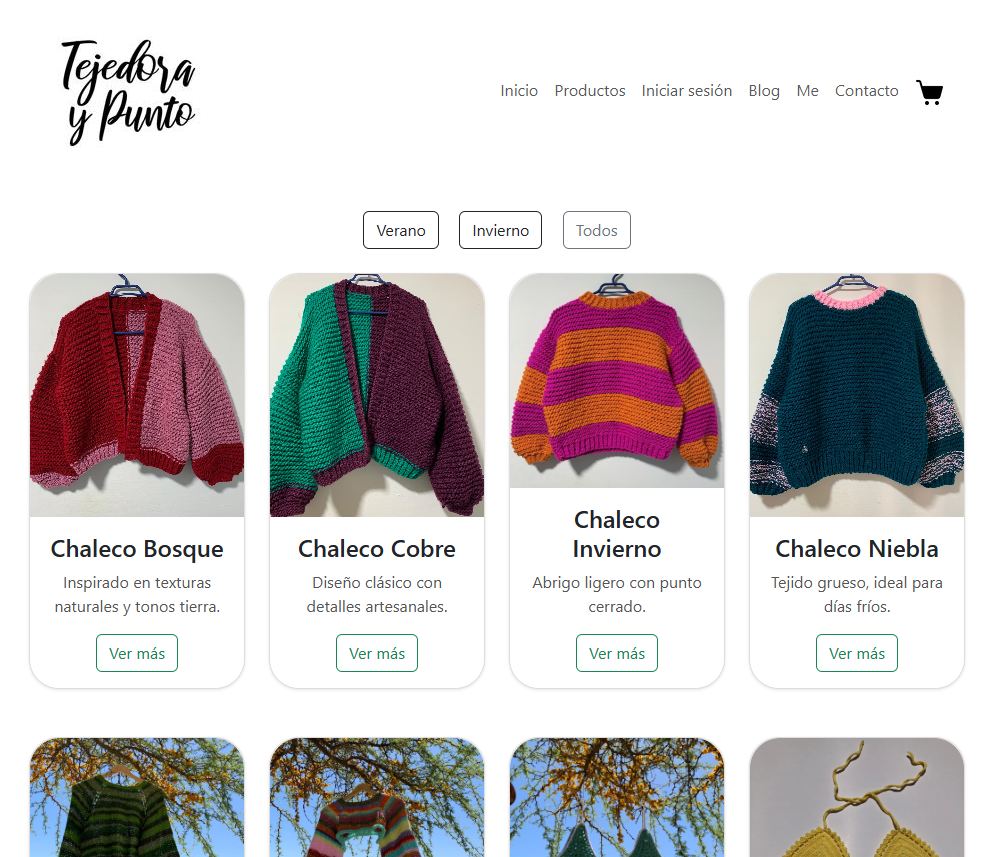 Tejedora
y Punto
Inicio Productos Iniciar sesión Blog Me Contacto
Verano Invierno Todos
Chaleco Bosque
Inspirado en texturas
naturales y tonos tierra.
Ver más
Chaleco Cobre
Diseño clásico con
detalles artesanales.
Ver más
Chaleco
Invierno
Abrigo ligero con punto
cerrado.
Ver más
Chaleco Niebla
Tejido grueso, ideal para
días fríos.
Ver más